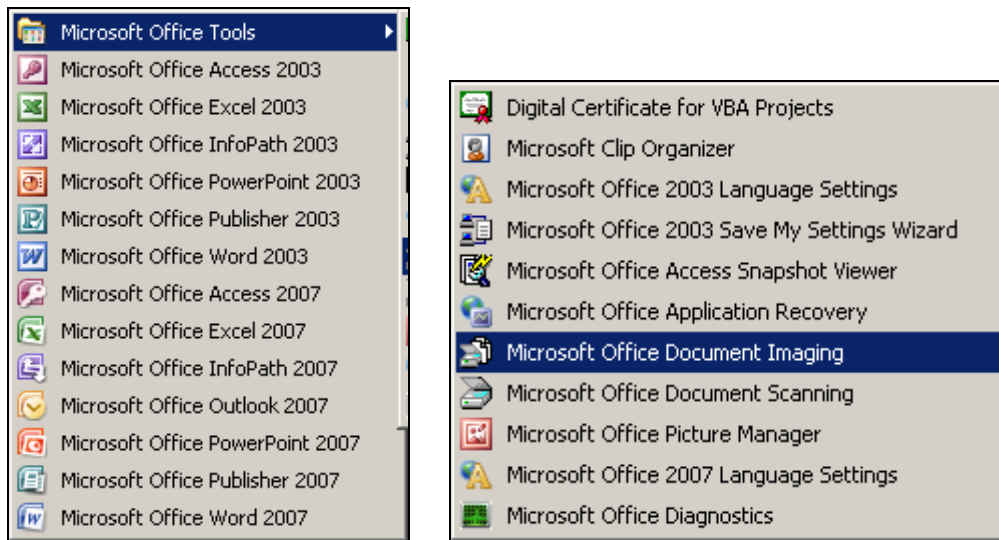 Microsoft Office Tools
Microsoft Office Access 2003
Microsoft Office Excel 2003
Microsoft Office InfoPath 2003
Microsoft Office PowerPoint 2003
Microsoft Office Publisher 2003
Microsoft Office Word 2003
Microsoft Office Access 2007
Microsoft Office Excel 2007
Microsoft Office InfoPath 2007
Microsoft Office Outlook 2007
Microsoft Office PowerPoint 2007
Microsoft Office Publisher 2007
Microsoft Office Word 2007
Digital Certificate for VBA Projects
Microsoft Clip Organizer
Microsoft Office 2003 Language Settings
Microsoft Office 2003 Save My Settings Wizard
Microsoft Office Access Snapshot Viewer
Microsoft Office Application Recovery
Microsoft Office Document Imaging
Microsoft Office Document Scanning
Microsoft Office Picture Manager
Microsoft Office 2007 Language Settings
Microsoft Office Diagnostics